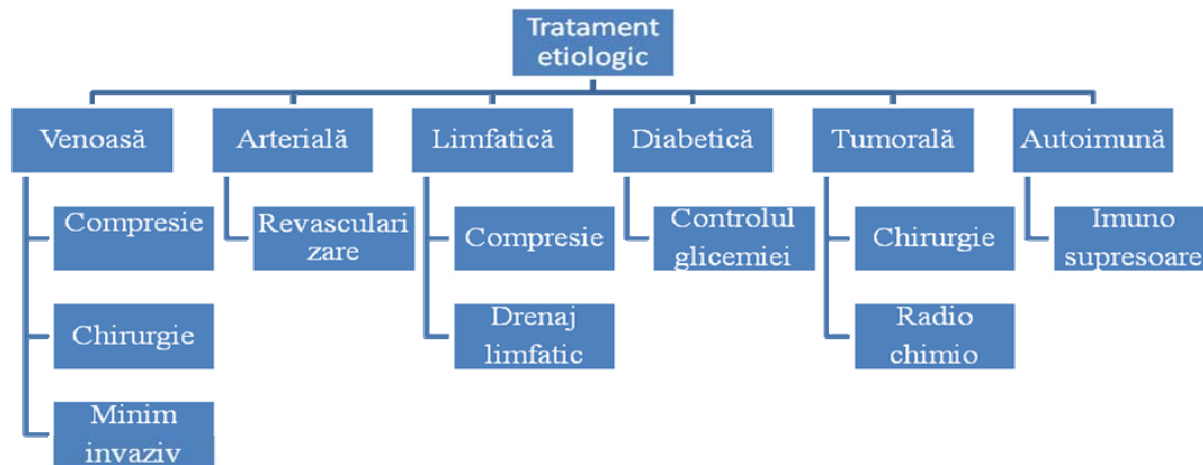 Tratament
etiologic
Venoasă
Arterială
Limfatică
Diabetică
Tumorală
Autoimună
Compresie
Chirurgie
Minim
invaziv
Revasculari
zare
Compresie
Drenaj
limfatic
Controlul
glicemiei
Chirurgie
Radio
chimio
Imuno
supresoare